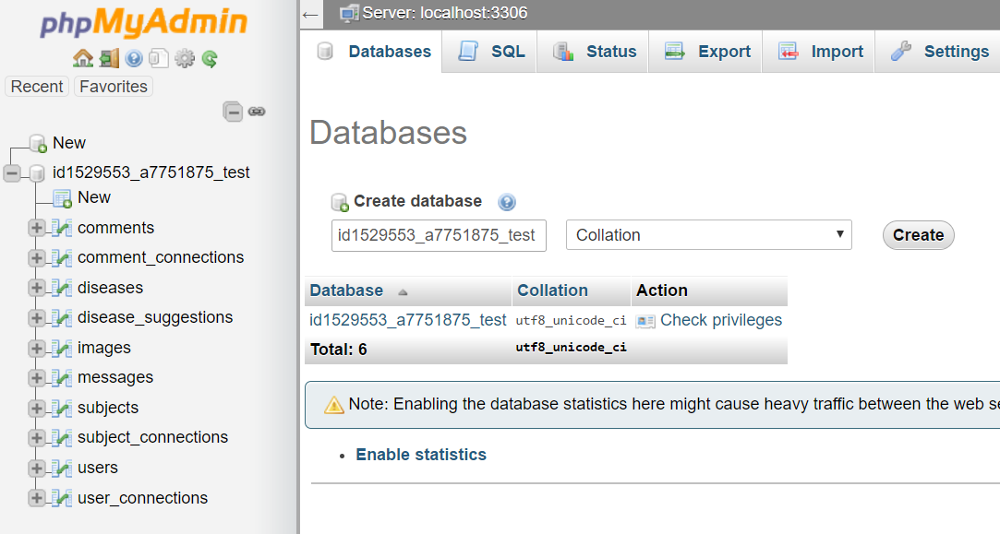 phpMyAdmin
Recent Favorites
New
id1529553_a7751875_test
New
comments
comment_connections
diseases
disease_suggestions
images
messages
subjects
subject_connections
users
user_connections
Server: localhost:3306
Databases SQL Status Export Import Settings
Databases
Create database
id1529553_a7751875_test Collation Create
Database Collation Action
id1529553_a7751875_test utf8_unicode_ci Check privileges
Total: 6 utf8_unicode_ci
Note: Enabling the database statistics here might cause heavy traffic between the web
Enable statistics